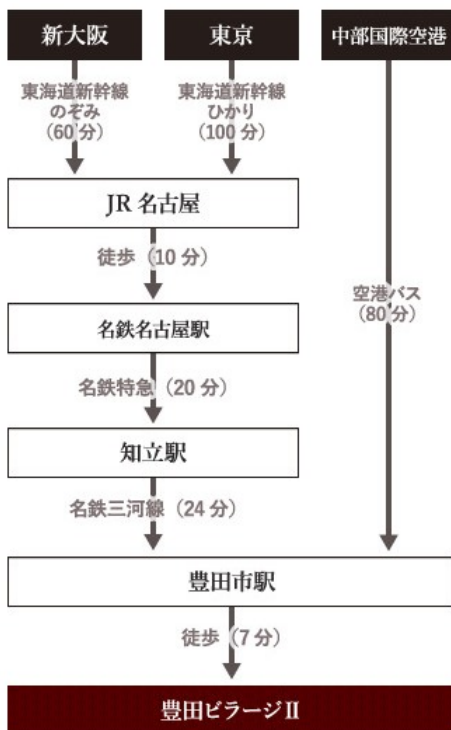 新大阪
東京
中部国際空港
東海道新幹線
のぞみ
(60分)
東海道新幹線
ひかり
(100分)
JR 名古屋
徒歩(10分)
空港バス
(80分)
名鉄名古屋駅
名鉄特急(20分)
知立駅
名鉄三河線(24分)
豊田市駅
徒歩(7分)
豊田ビラージⅡ